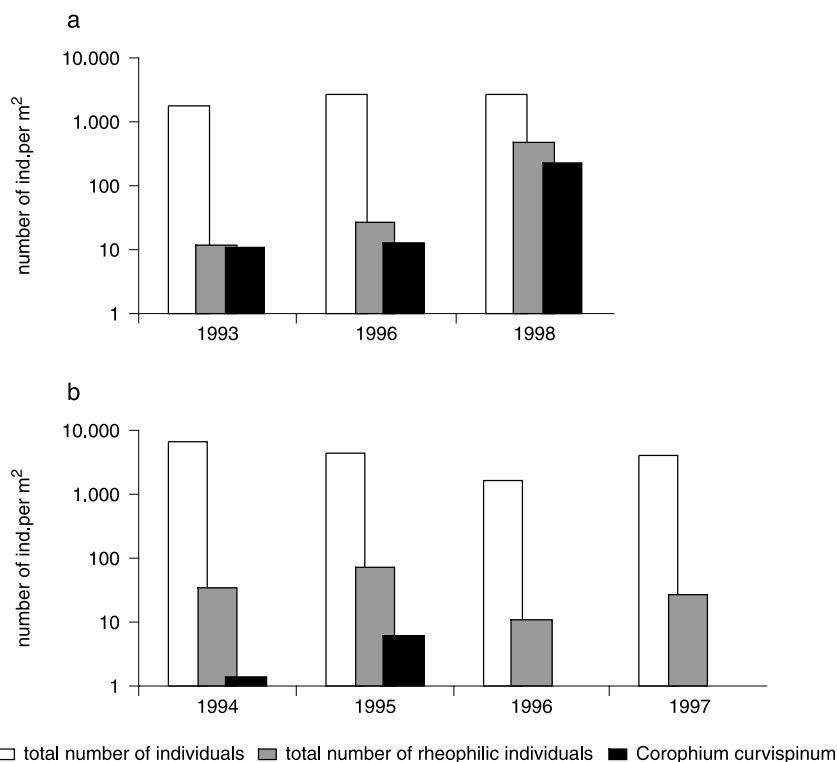 a
10.000
1.000
100
10
1
number of ind.per m²
1993 1996 1998
b
10.000
1.000
100
10
1
number of ind.per m²
1994 1995 1996 1997
total number of individuals total number of rheophilic individuals Corophium curvispinum